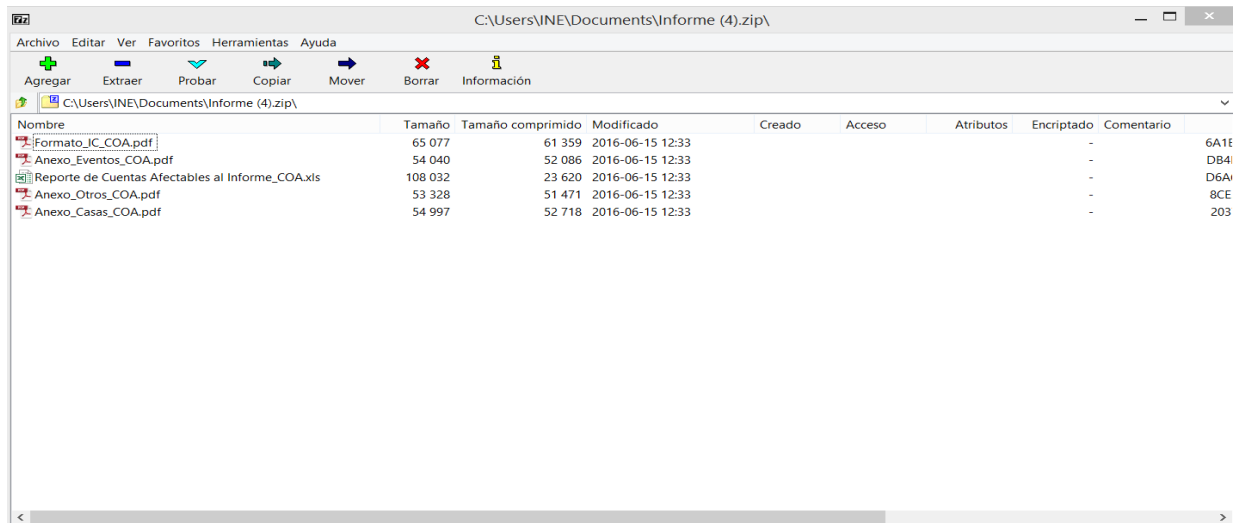 C:\Users\INE\Documents\Informe (4).zip\
Archivo Editar Ver Favoritos Herramientas Ayuda
Agregar Extraer Probar Copiar Mover Borrar Información
C:\Users\INE\Documents\Informe (4).zip\
Nombre Tamaño Tamaño comprimido Modificado Creado Acceso Atributos Encriptado Comentario
Formato_IC_COA.pdf 65 077 61 359 2016-06-15 12:33 - 6A1E
Anexo_Eventos_COA.pdf 54 040 52 086 2016-06-15 12:33 - DB4
Reporte de Cuentas Afectables al Informe_COA.xls 108 032 23 620 2016-06-15 12:33 - D6A
Anexo_Otros_COA.pdf 53 328 51 471 2016-06-15 12:33 - 8CE
Anexo_Casas_COA.pdf 54 997 52 718 2016-06-15 12:33 - 203